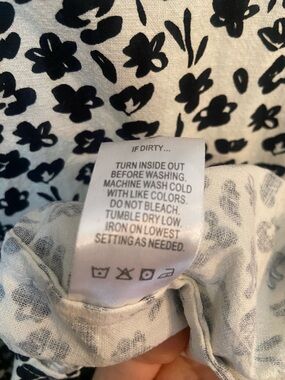 IF DIRTY...
TURN INSIDE OUT
BEFORE WASHING.
MACHINE WASH COLD
WITH LIKE COLORS.
DO NOT BLEACH.
TUMBLE DRY LOW
IRON ON LOWEST
SETTING AS NEEDED.